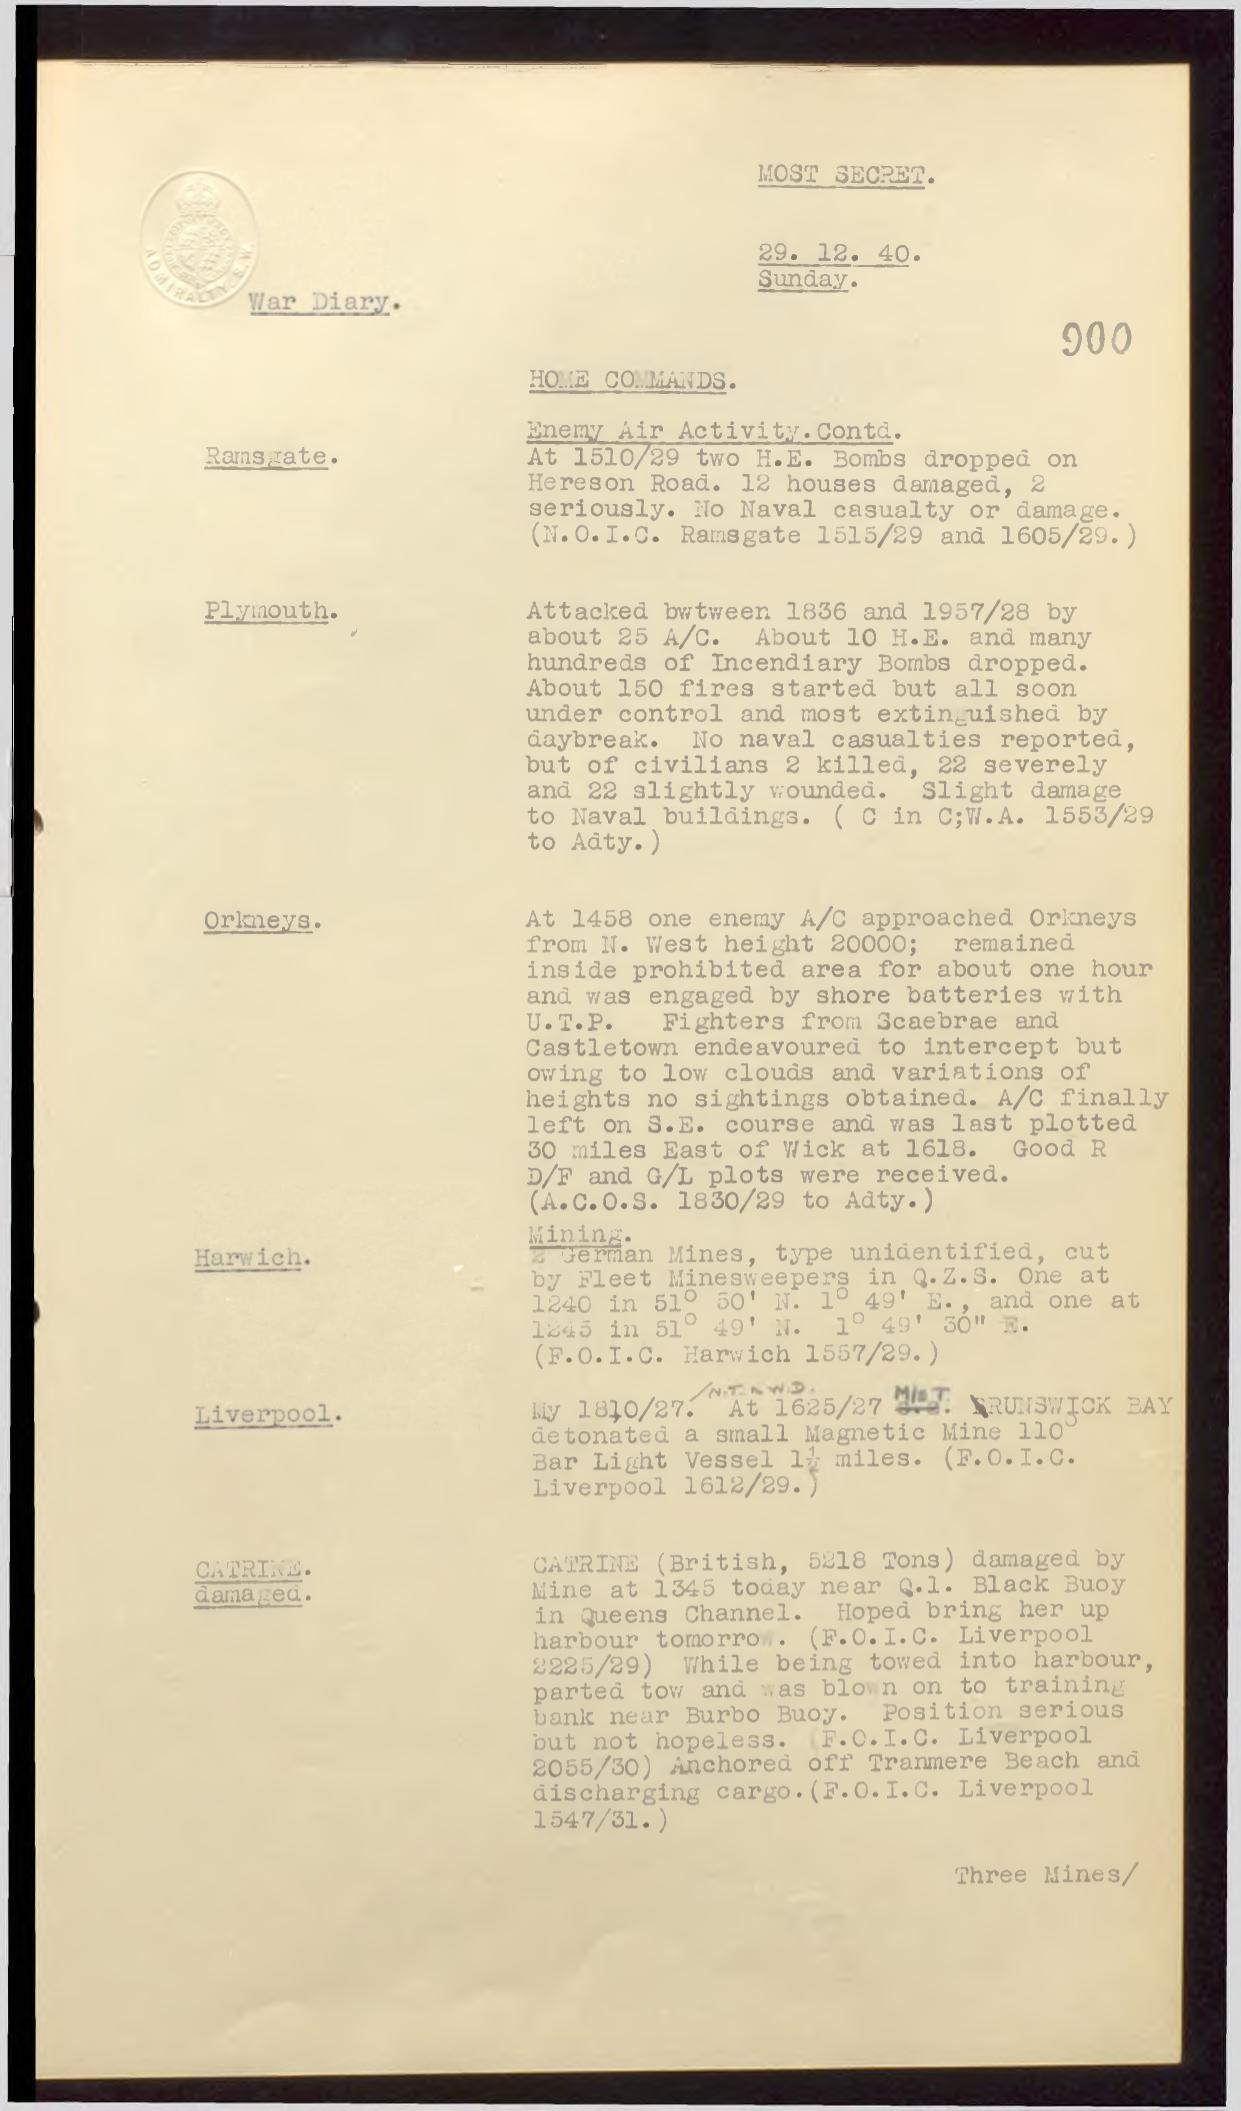 MOST SECRET.
29. 12. 40.
Sunday.
ADMIRALTY. S.W.
War Diary.
900
HOME COMMANDS.
Enemy Air Activity.Contd.
Ramsgate.
At 1510/29 two H.E. Bombs dropped on
Hereson Road. 12 houses damaged, 2
seriously. No Naval casualty or damage.
(N.O.I.C. Ramsgate 1515/29 and 1605/29.)
Plymouth.
Attacked bwtween 1836 and 1957/28 by
about 25 A/C. About 10 H.E. and many
hundreds of Incendiary Bombs dropped.
About 150 fires started but all soon
under control and most extinguished by
daybreak. No naval casualties reported,
but of civilians 2 killed, 22 severely
and 22 slightly wounded. Slight damage
to Naval buildings. ( C in C;W.A. 1553/29
to Adty.)
Orkneys.
At 1458 one enemy A/C approached Orkneys
from N. West height 20000; remained
inside prohibited area for about one hour
and was engaged by shore batteries with
U.T.P. Fighters from Scaebrae and
Castletown endeavoured to intercept but
owing to low clouds and variations of
heights no sightings obtained. A/C finally
left on S.E. course and was last plotted
30 miles East of Wick at 1618. Good R
D/F and G/L plots were received.
(A.C.O.S. 1830/29 to Adty.)
Mining.
Harwich.
2 German Mines, type unidentified, cut
by Fleet Minesweepers in Q.Z.S. One at
1240 in 51° 50' N. 1° 49' E., and one at
1245 in 51° 49' N. 1° 49' 30" E.
(F.O.I.C. Harwich 1557/29.)
Liverpool.
My 1810/27. At 1625/27 M/S T. BRUNSWICK BAY
detonated a small Magnetic Mine 110°
Bar Light Vessel 1½ miles. (F.O.I.C.
Liverpool 1612/29.)
CATRINE.
damaged.
CATRINE (British, 5218 Tons) damaged by
Mine at 1345 today near Q.1. Black Buoy
in Queens Channel. Hoped bring her up
harbour tomorrow. (F.O.I.C. Liverpool
2225/29) While being towed into harbour,
parted tow and was blown on to training
bank near Burbo Buoy. Position serious
but not hopeless. (F.O.I.C. Liverpool
2055/30) Anchored off Tranmere Beach and
discharging cargo.(F.O.I.C. Liverpool
1547/31.)
Three Mines/